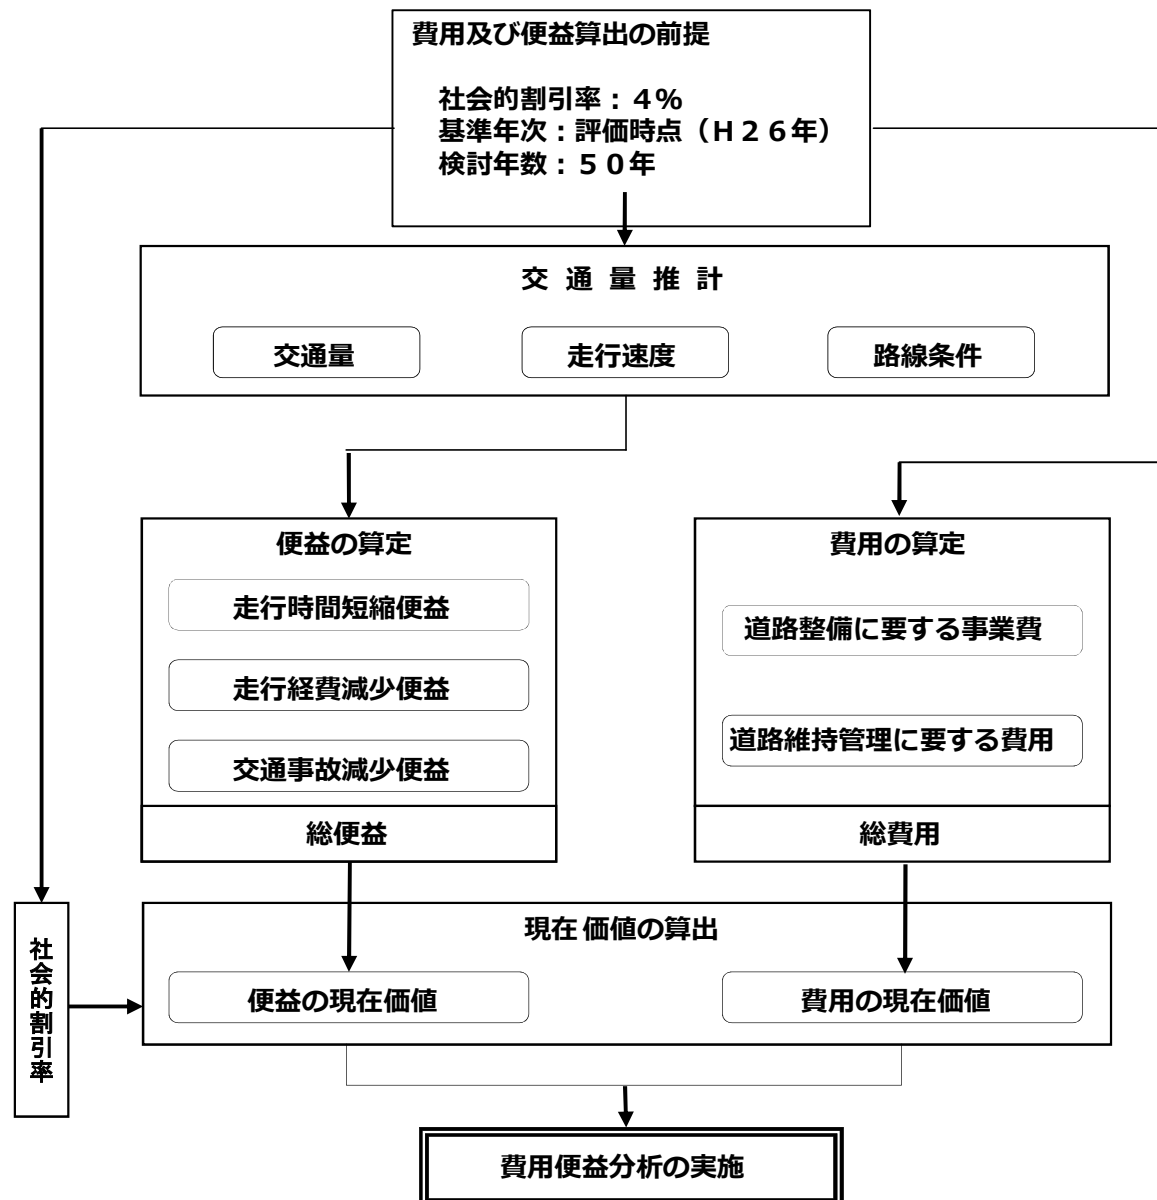 費用及び便益算出の前提
社会的割引率：４％
基準年次：評価時点（Ｈ２６年）
検討年数：５０年
交 通 量 推 計
交通量
走行速度
路線条件
便益の算定
走行時間短縮便益
走行経費減少便益
交通事故減少便益
総便益
費用の算定
道路整備に要する事業費
道路維持管理に要する費用
総費用
社会的割引率
現在価値の算出
便益の現在価値
費用の現在価値
費用便益分析の実施